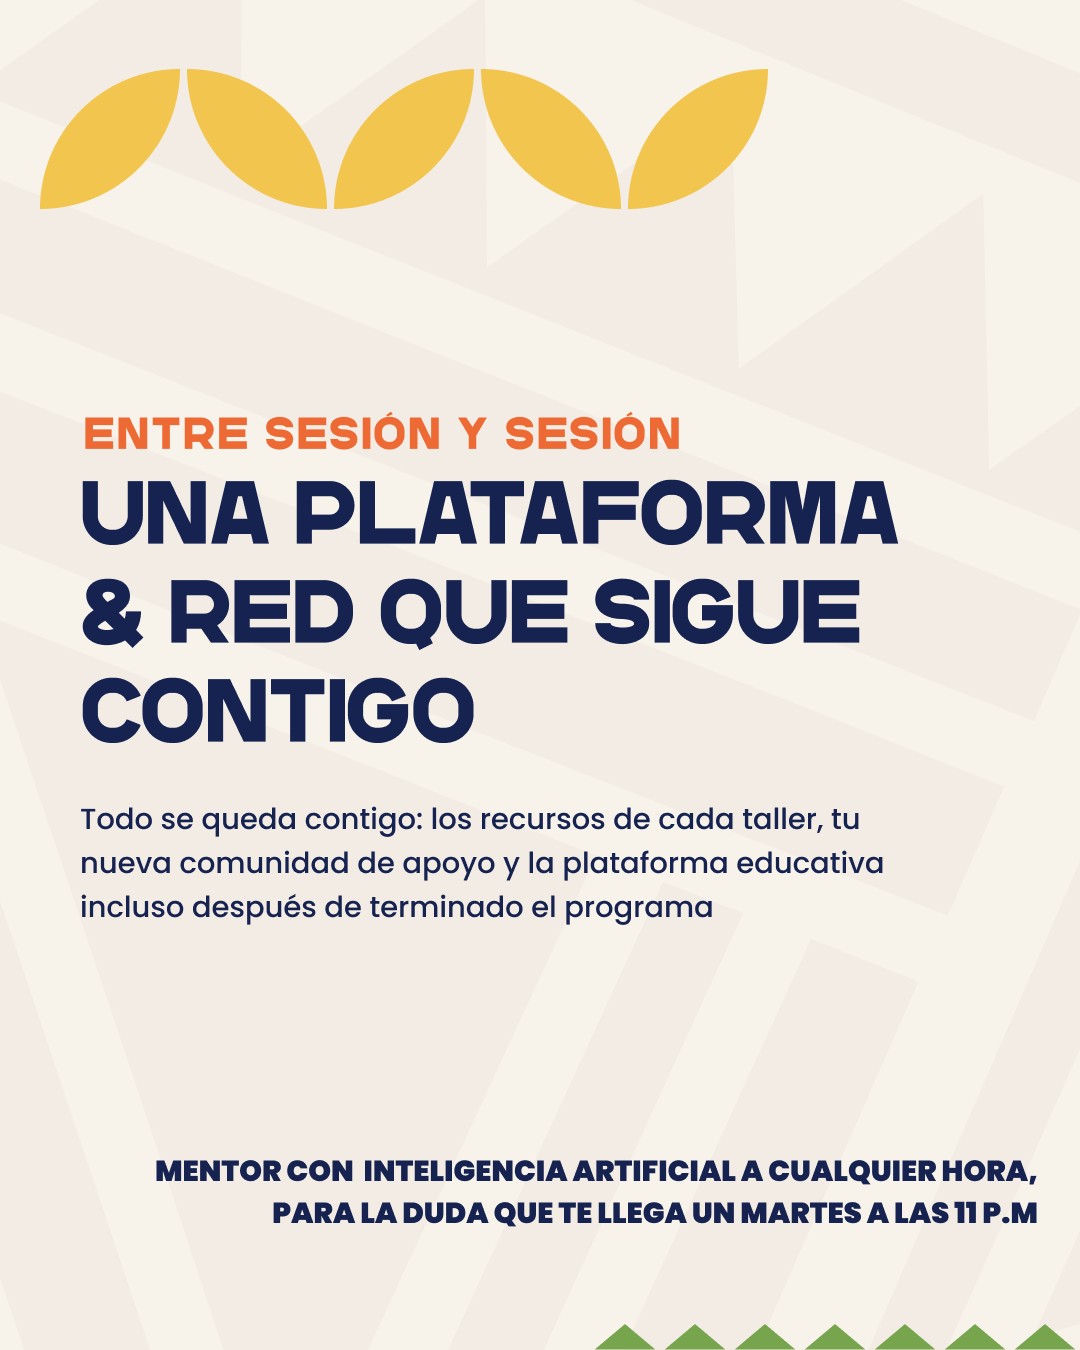 ENTRE SESIÓN Y SESIÓN
UNA PLATAFORMA
& RED QUE SIGUE
CONTIGO
Todo se queda contigo: los recursos de cada taller, tu
nueva comunidad de apoyo y la plataforma educativa
incluso después de terminado el programa
MENTOR CON INTELIGENCIA ARTIFICIAL A CUALQUIER HORA,
PARA LA DUDA QUE TE LLEGA UN MARTES A LAS 11 P.M